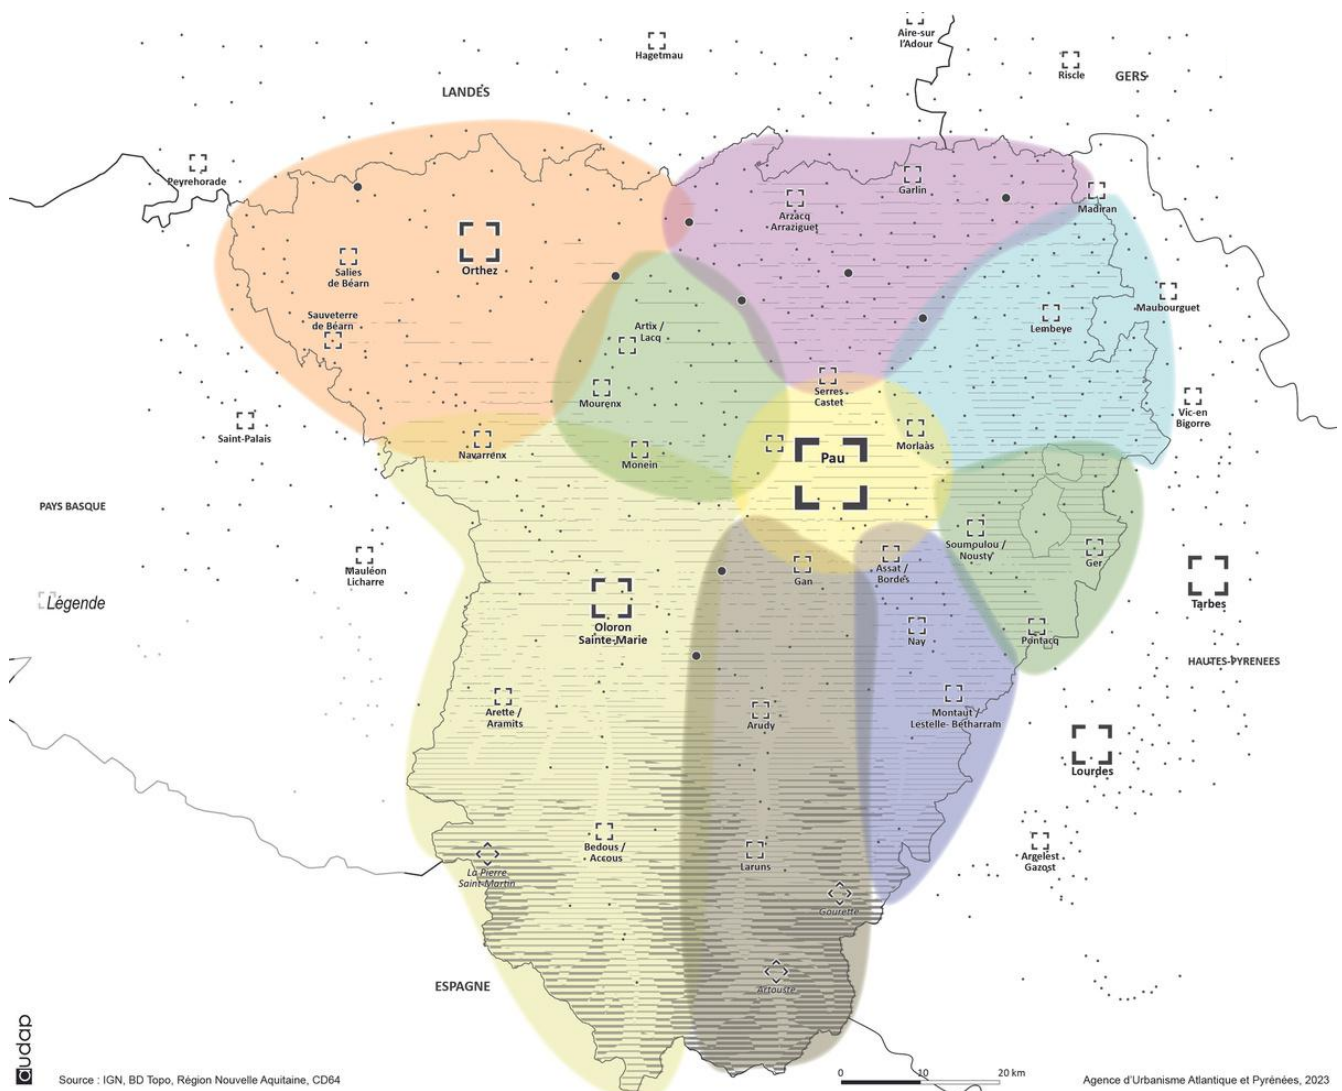 Aire-sur
l'Adour
Hagetmau
Riscle
GERS
LANDES
Peyrehorade
Garlin
Madiran
Arzacq
Arraziguet
Orthez
Salies
de Béarn
Maubourguet
Lembeye
Sauveterre
de Béarn
Artix /
Lacq
Mourenx
Serres
Castet
Vic-en
Bigorre
Saint-Palais
Navarrenx
Monein
Pau
Morlaàs
PAYS BASQUE
Soumpulou /
Nousty
Ger
Mauléon
Licharre
Gan
Assat /
Bordes
Légende
Tarbes
Oloron
Sainte-Marie
Nay
Pontacq
HAUTES-PYRENEES
Arette /
Aramits
Arudy
Montaut /
Lestelle- Bétharram
Lourdes
Bedous /
Accous
Laruns
Argelest
Gazost
La Pierre
Saint-Martin
Gourette
ESPAGNE
Artouste
audap
Source : IGN, BD Topo, Région Nouvelle Aquitaine, CD64
0 10 20 km
Agence d'Urbanisme Atlantique et Pyrénées, 2023